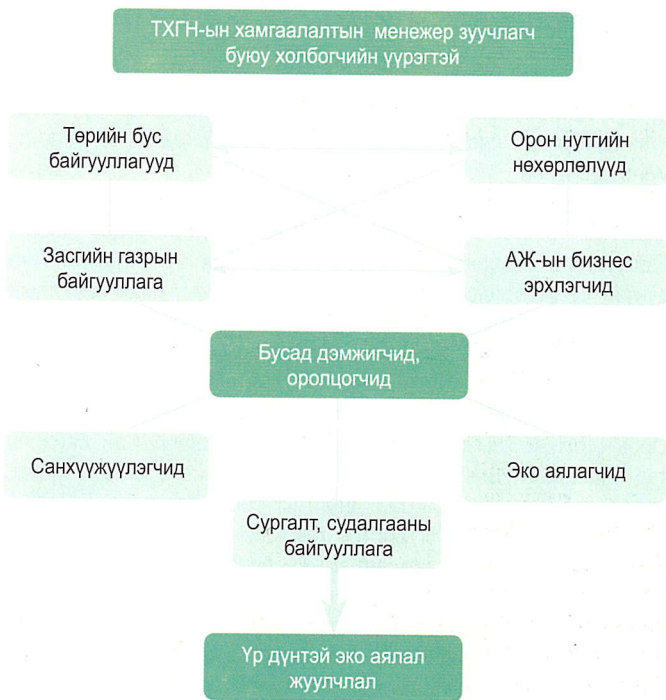 ТХГН-ын хамгаалалтын менежер зуучлагч
буюу холбогчийн үүрэгтэй
Төрийн бус
байгууллагууд
Орон нутгийн
нөхөрлөлүүд
Засгийн газрын
байгууллага
АЖ-ын бизнес
эрхлэгчид
Бусад дэмжигчид,
оролцогчид
Санхүүжүүлэгчид
Эко аялагчид
Сургалт, судалгааны
байгууллага
Үр дүнтэй эко аялал
жуулчлал